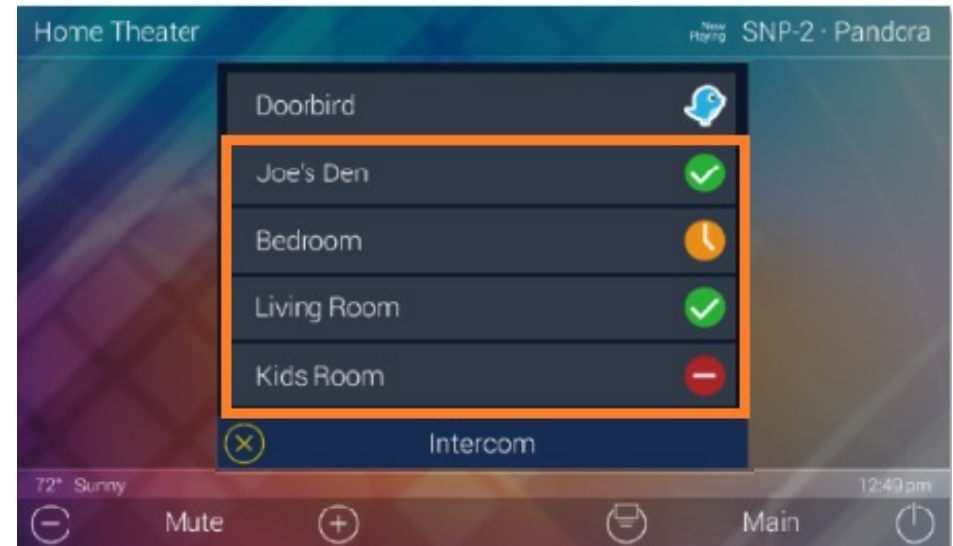 Home Theater
Now Playing SNP-2 · Pandora
Doorbird
Joe's Den
Bedroom
Living Room
Kids Room
Intercom
72° Sunny
12:49 pm
Mute
Main